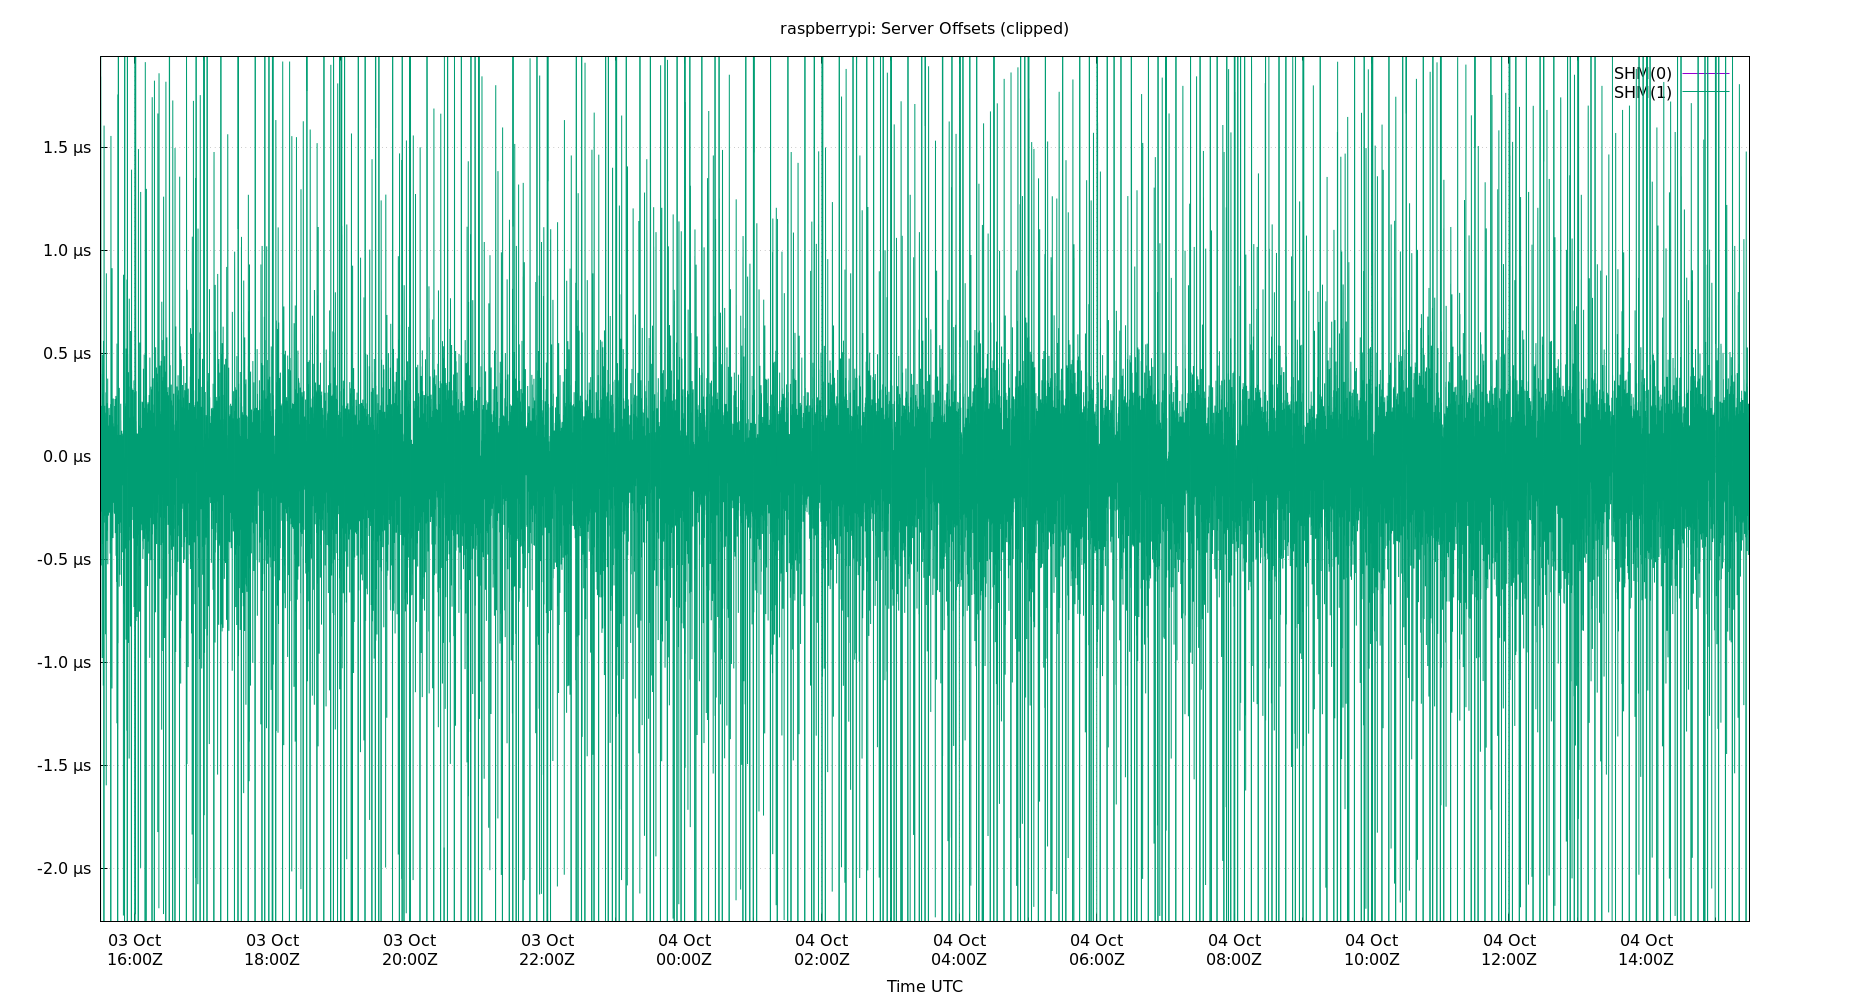 raspberrypi: Server Offsets (clipped)
SHM(0)
SHM(1)
1.5 µs
1.0 µs
0.5 µs
0.0 µs
-0.5 µs
-1.0 µs
-1.5 µs
-2.0 µs
03 Oct 03 Oct 03 Oct 03 Oct 04 Oct 04 Oct 04 Oct 04 Oct 04 Oct 04 Oct 04 Oct 04 Oct
16:00Z 18:00Z 20:00Z 22:00Z 00:00Z 02:00Z 04:00Z 06:00Z 08:00Z 10:00Z 12:00Z 14:00Z
Time UTC